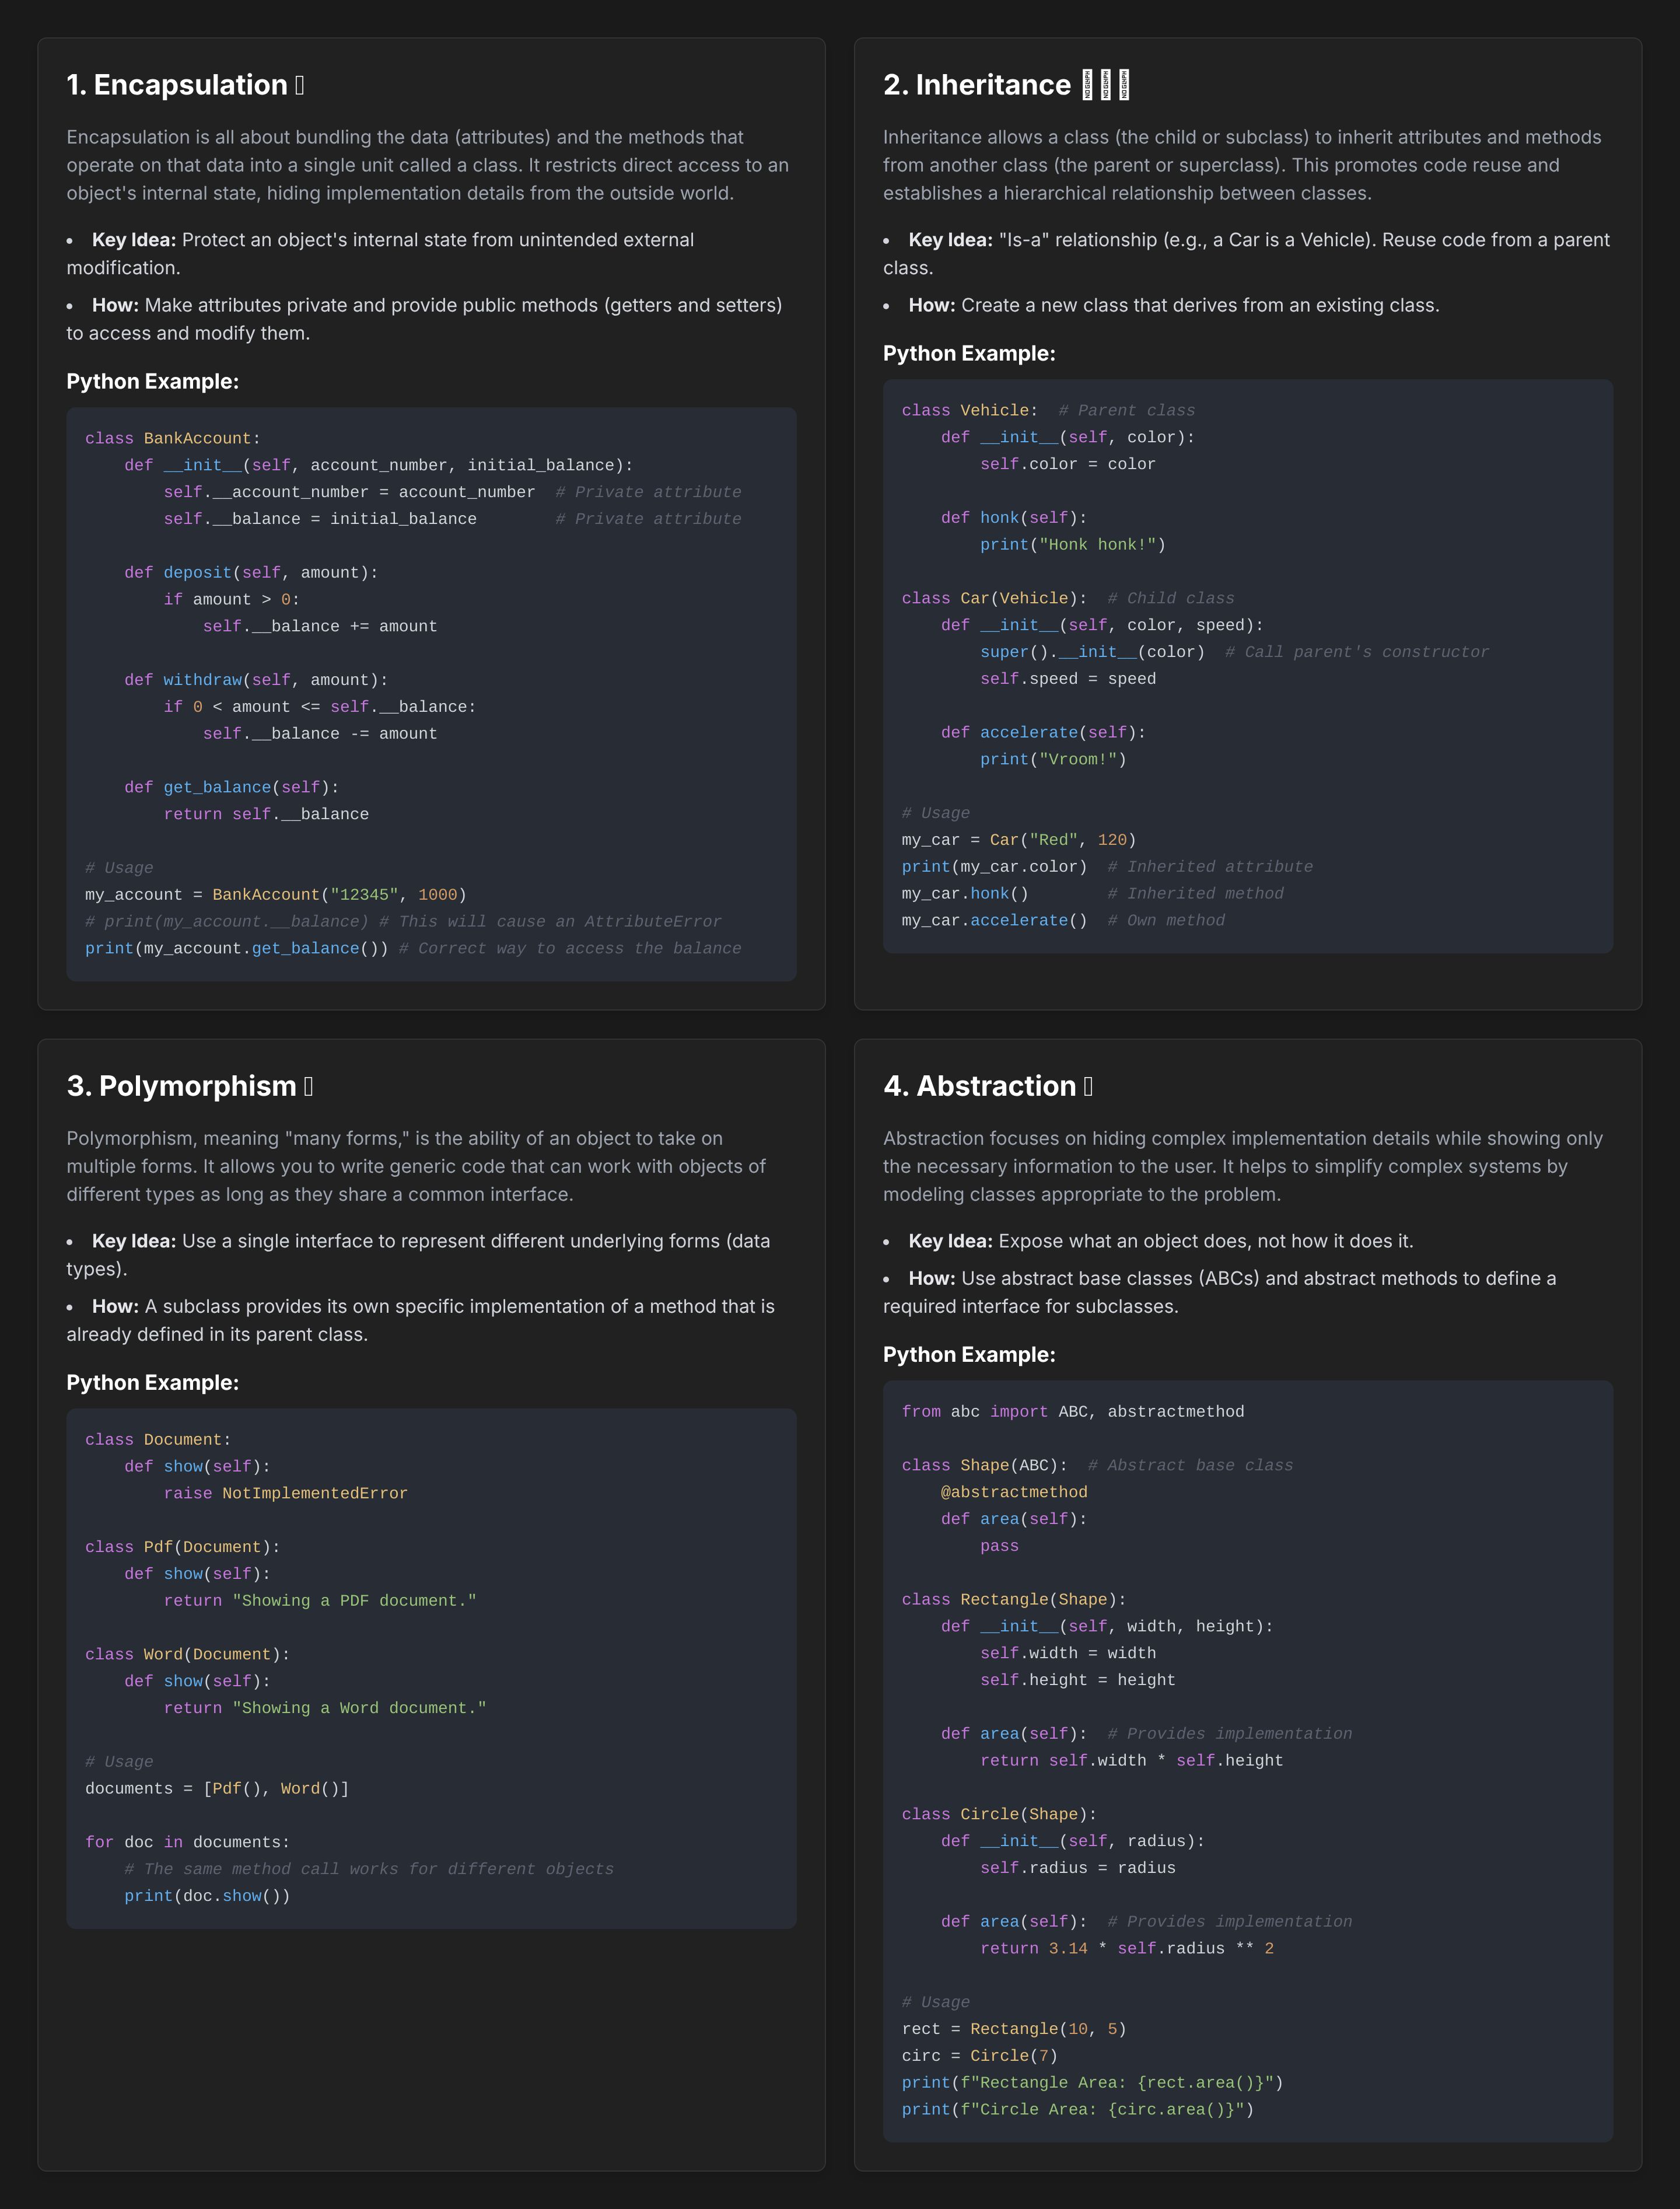 1. Encapsulation
Encapsulation is all about bundling the data (attributes) and the methods that
operate on that data into a single unit called a class. It restricts direct access to an
object's internal state, hiding implementation details from the outside world.
• Key Idea: Protect an object's internal state from unintended external
modification.
• How: Make attributes private and provide public methods (getters and setters)
to access and modify them.
Python Example:
class BankAccount:
    def __init__(self, account_number, initial_balance):
        self.__account_number = account_number  # Private attribute
        self.__balance = initial_balance        # Private attribute

    def deposit(self, amount):
        if amount > 0:
            self.__balance += amount

    def withdraw(self, amount):
        if 0 < amount <= self.__balance:
            self.__balance -= amount

    def get_balance(self):
        return self.__balance

# Usage
my_account = BankAccount("12345", 1000)
# print(my_account.__balance) # This will cause an AttributeError
print(my_account.get_balance()) # Correct way to access the balance
2. Inheritance
Inheritance allows a class (the child or subclass) to inherit attributes and methods
from another class (the parent or superclass). This promotes code reuse and
establishes a hierarchical relationship between classes.
• Key Idea: "Is-a" relationship (e.g., a Car is a Vehicle). Reuse code from a parent
class.
• How: Create a new class that derives from an existing class.
Python Example:
class Vehicle:  # Parent class
    def __init__(self, color):
        self.color = color

    def honk(self):
        print("Honk honk!")

class Car(Vehicle):  # Child class
    def __init__(self, color, speed):
        super().__init__(color)  # Call parent's constructor
        self.speed = speed

    def accelerate(self):
        print("Vroom!")

# Usage
my_car = Car("Red", 120)
print(my_car.color)  # Inherited attribute
my_car.honk()        # Inherited method
my_car.accelerate()  # Own method
3. Polymorphism
Polymorphism, meaning "many forms," is the ability of an object to take on
multiple forms. It allows you to write generic code that can work with objects of
different types as long as they share a common interface.
• Key Idea: Use a single interface to represent different underlying forms (data
types).
• How: A subclass provides its own specific implementation of a method that is
already defined in its parent class.
Python Example:
class Document:
    def show(self):
        raise NotImplementedError

class Pdf(Document):
    def show(self):
        return "Showing a PDF document."

class Word(Document):
    def show(self):
        return "Showing a Word document."

# Usage
documents = [Pdf(), Word()]

for doc in documents:
    # The same method call works for different objects
    print(doc.show())
4. Abstraction
Abstraction focuses on hiding complex implementation details while showing only
the necessary information to the user. It helps to simplify complex systems by
modeling classes appropriate to the problem.
• Key Idea: Expose what an object does, not how it does it.
• How: Use abstract base classes (ABCs) and abstract methods to define a
required interface for subclasses.
Python Example:
from abc import ABC, abstractmethod

class Shape(ABC):  # Abstract base class
    @abstractmethod
    def area(self):
        pass

class Rectangle(Shape):
    def __init__(self, width, height):
        self.width = width
        self.height = height

    def area(self):  # Provides implementation
        return self.width * self.height

class Circle(Shape):
    def __init__(self, radius):
        self.radius = radius

    def area(self):  # Provides implementation
        return 3.14 * self.radius ** 2

# Usage
rect = Rectangle(10, 5)
circ = Circle(7)
print(f"Rectangle Area: {rect.area()}")
print(f"Circle Area: {circ.area()}")